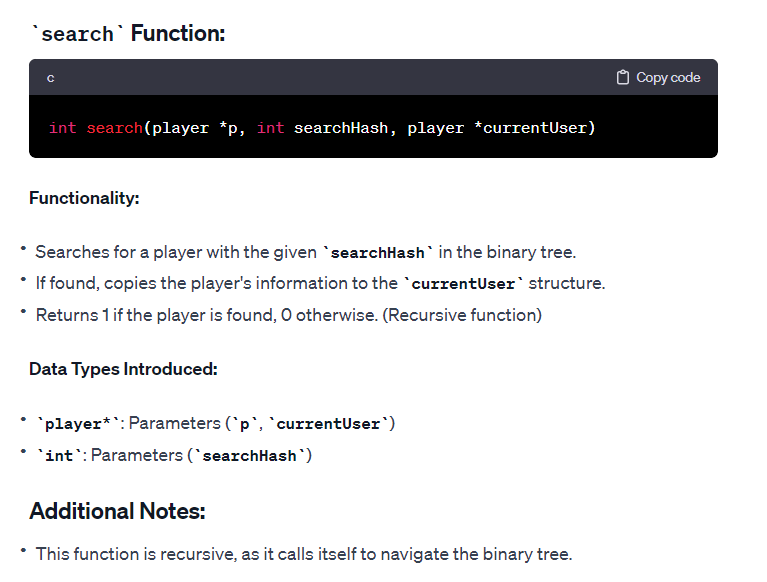 `search` Function:
c Copy code
int search(player *p, int searchHash, player *currentUser)
Functionality:
• Searches for a player with the given `searchHash` in the binary tree.
• If found, copies the player's information to the `currentUser` structure.
• Returns 1 if the player is found, 0 otherwise. (Recursive function)
Data Types Introduced:
• `player*`: Parameters (`p`, `currentUser`)
• `int`: Parameters (`searchHash`)
Additional Notes:
• This function is recursive, as it calls itself to navigate the binary tree.